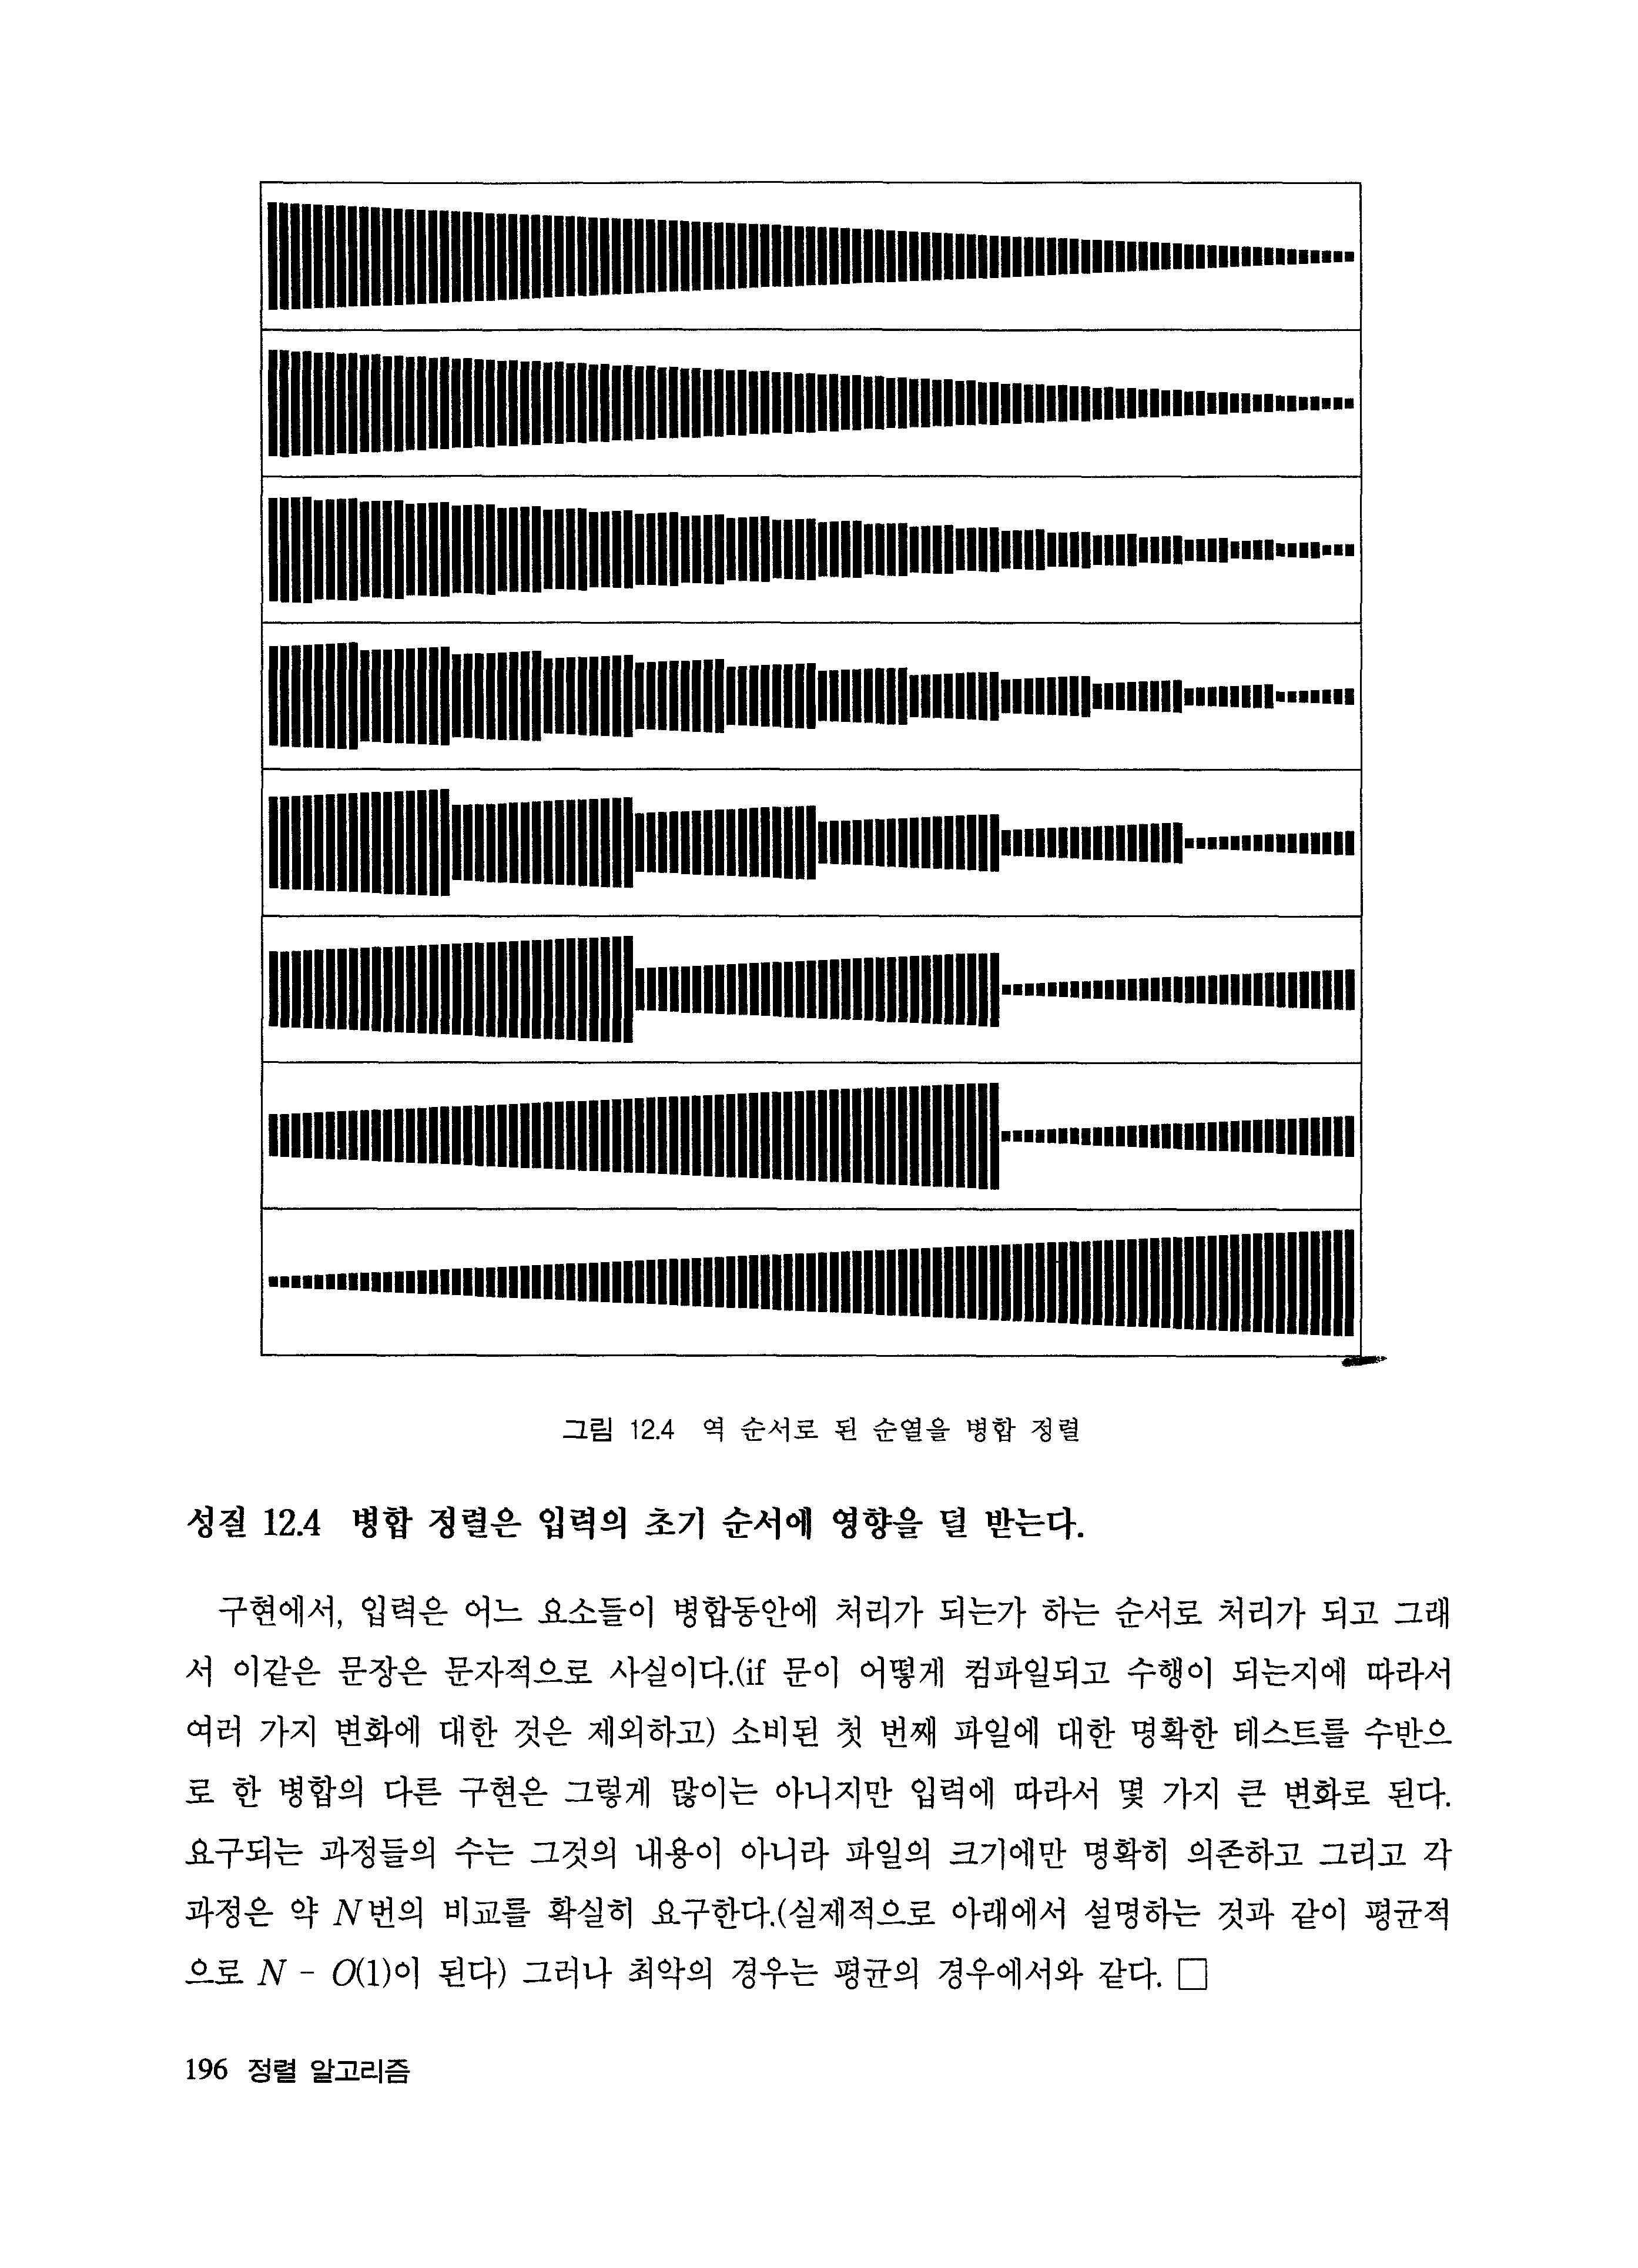 그림 12.4 역 순서로 된 순열을 병합 정렬
성질 12.4 병합 정렬은 입력의 초기 순서에 영향을 덜 받는다.
구현에서, 입력은 어느 요소들이 병합동안에 처리가 되는가 하는 순서로 처리가 되고 그래
서 이같은 문장은 문자적으로 사실이다.(if 문이 어떻게 컴파일되고 수행이 되는지에 따라서
여러 가지 변화에 대한 것은 제외하고) 소비된 첫 번째 파일에 대한 명확한 테스트를 수반으
로 한 병합의 다른 구현은 그렇게 많이는 아니지만 입력에 따라서 몇 가지 큰 변화로 된다.
요구되는 과정들의 수는 그것의 내용이 아니라 파일의 크기에만 명확히 의존하고 그리고 각
과정은 약 N번의 비교를 확실히 요구한다.(실제적으로 아래에서 설명하는 것과 같이 평균적
으로 N - O(1)이 된다) 그러나 최악의 경우는 평균의 경우에서와 같다. □
196 정렬 알고리즘